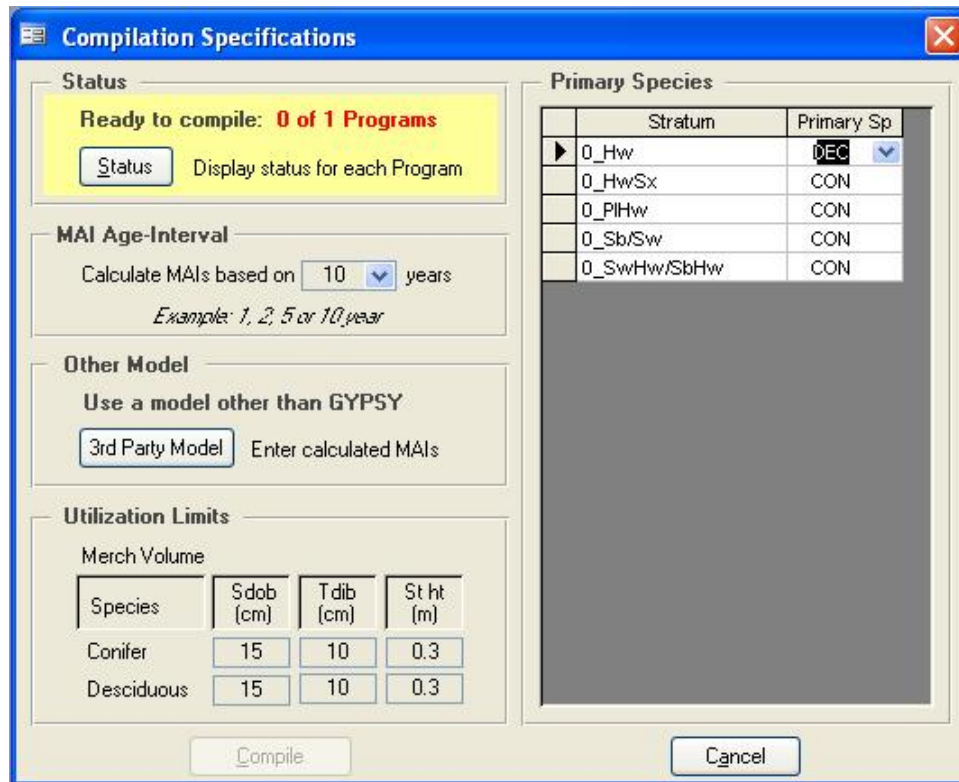 Compilation Specifications
Status
Ready to compile: 0 of 1 Programs
Status Display status for each Program
MAI Age-Interval
Calculate MAIs based on 10 years
Example: 1, 2, 5 or 10 year
Other Model
Use a model other than GYPSY
3rd Party Model Enter calculated MAIs
Utilization Limits
Merch Volume
Species Sdob (cm) Tdib (cm) St ht (m)
Conifer 15 10 0.3
Desciduous 15 10 0.3
Compile
Primary Species
Stratum Primary Sp
0_Hw DEC
0_HwSx CON
0_PlHw CON
0_Sb/Sw CON
0_SwHw/SbHw CON
Cancel